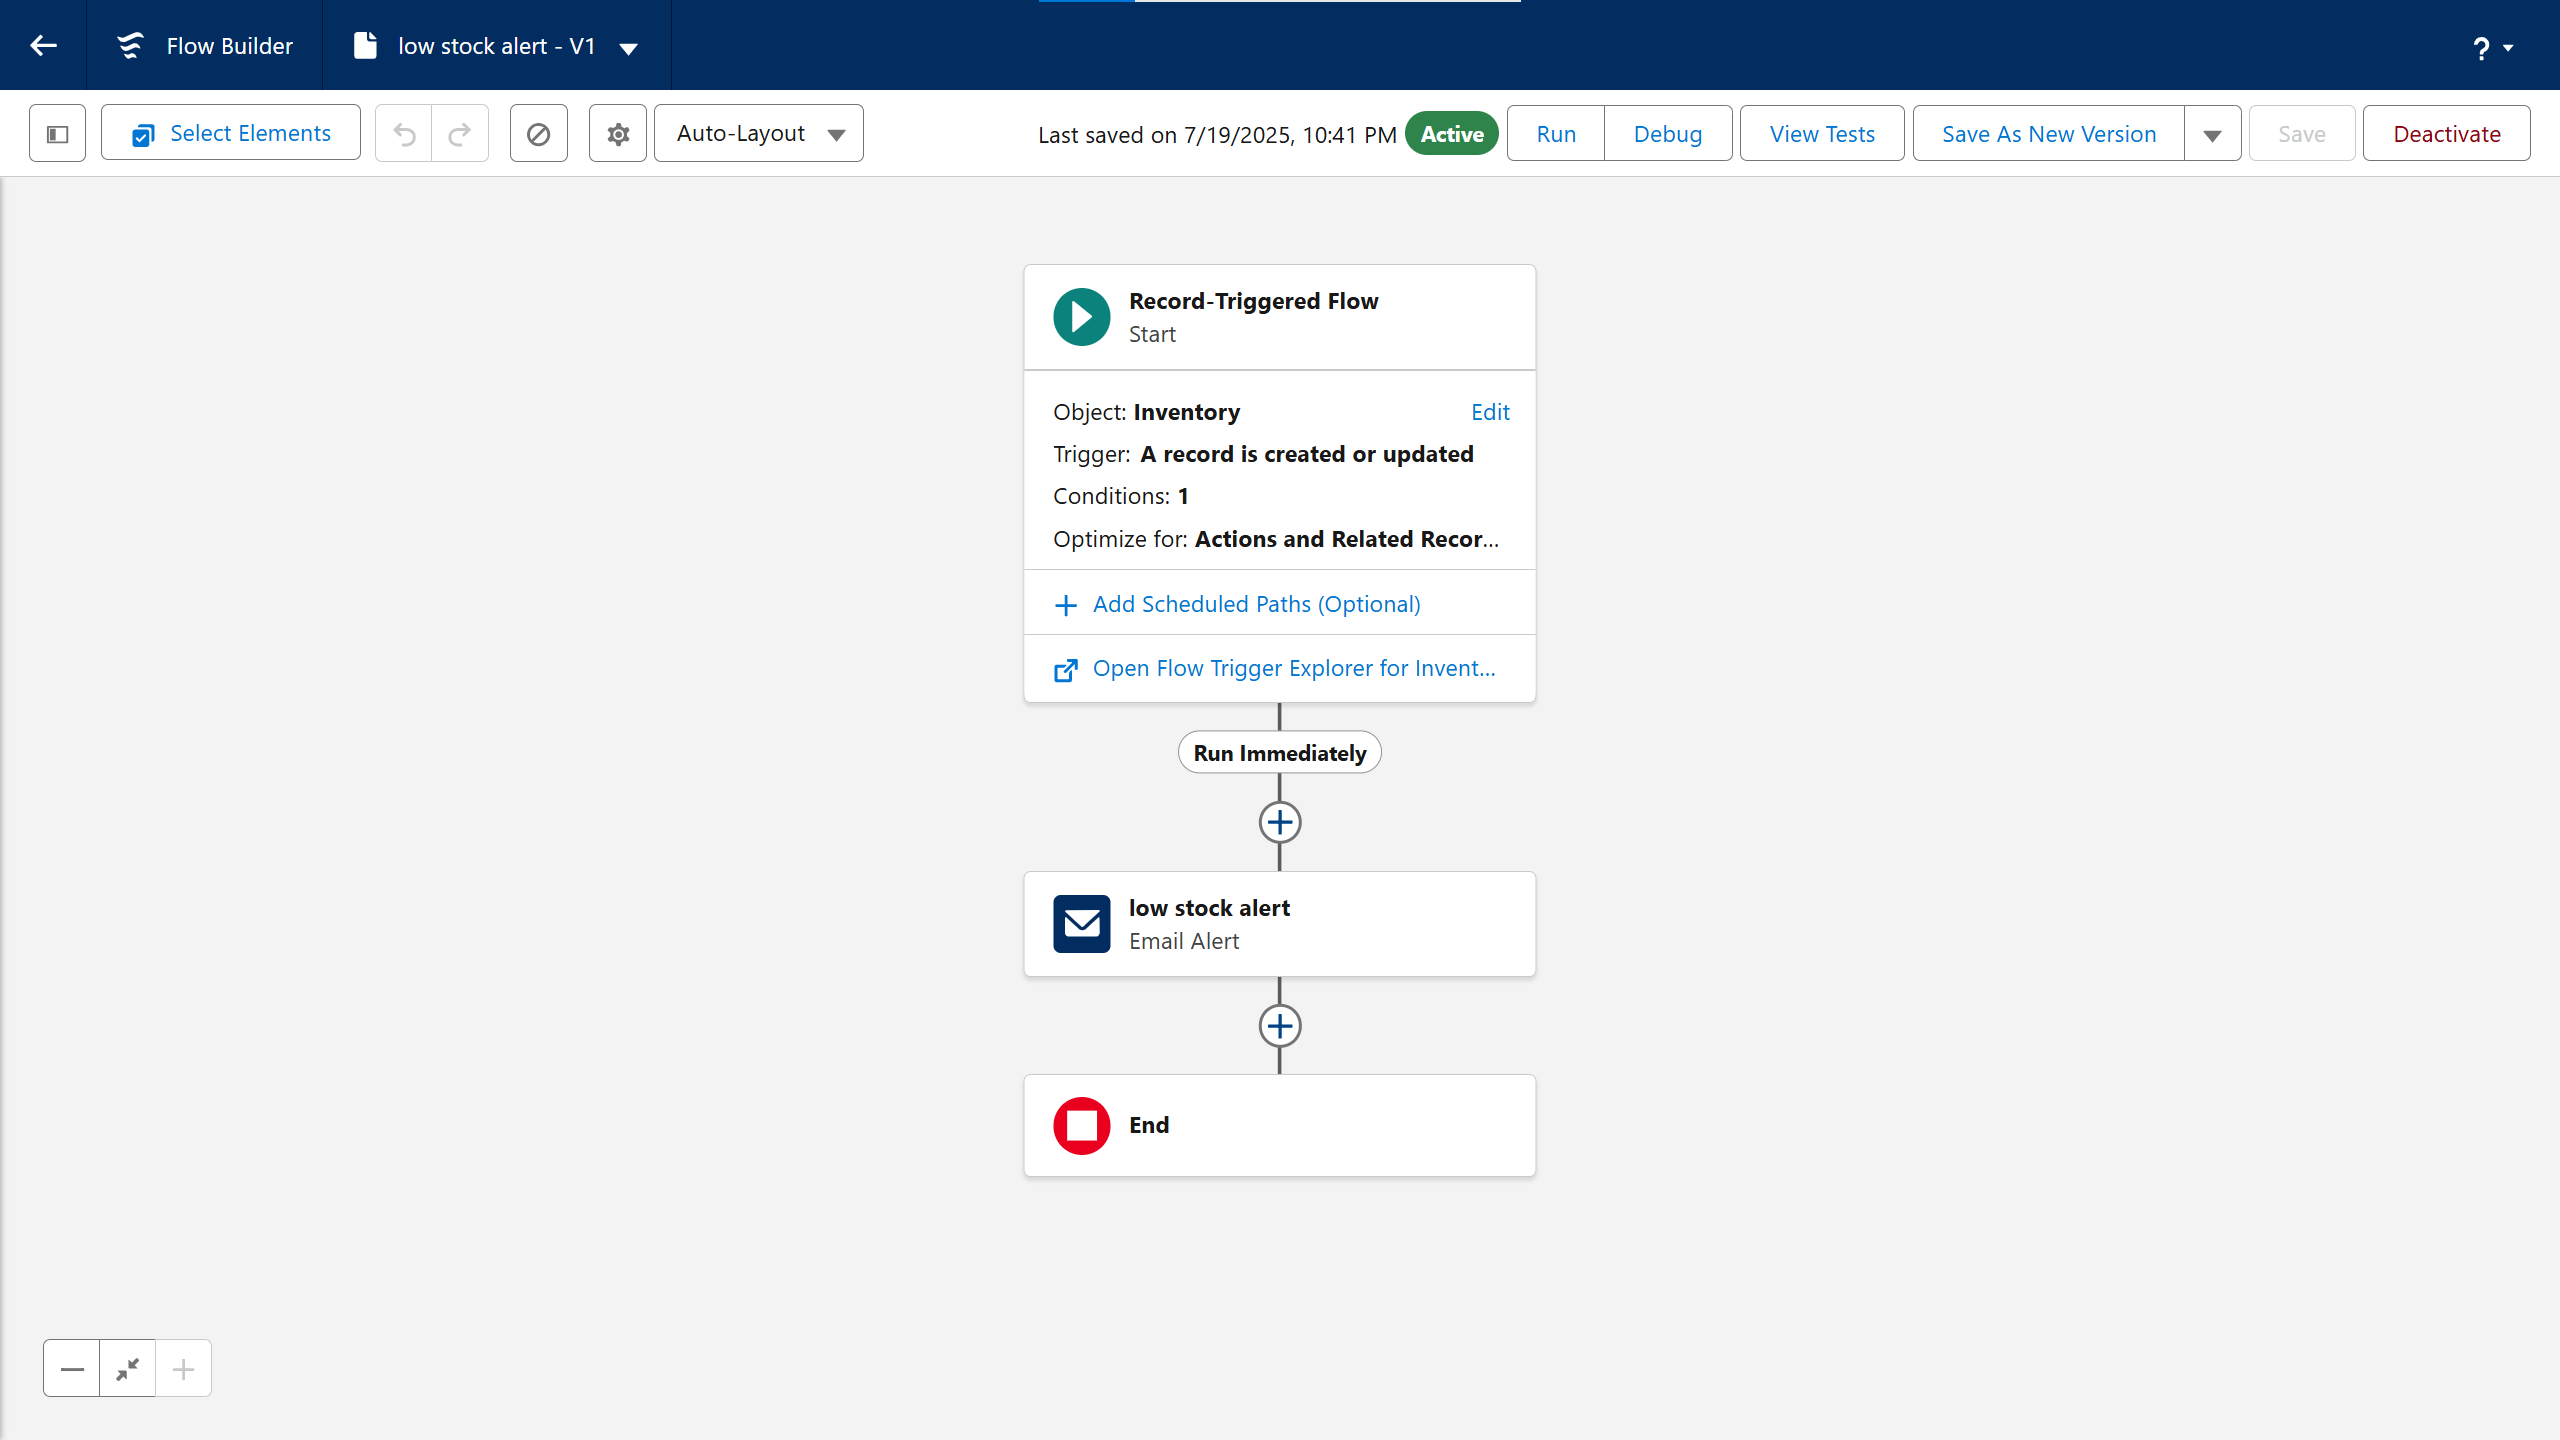 Flow Builder
low stock alert - V1
?
Select Elements
Auto-Layout
Last saved on 7/19/2025, 10:41 PM
Active
Run
Debug
View Tests
Save As New Version
Save
Deactivate
Record-Triggered Flow
Start
Object: Inventory
Edit
Trigger: A record is created or updated
Conditions: 1
Optimize for: Actions and Related Recor...
Add Scheduled Paths (Optional)
Open Flow Trigger Explorer for Invent...
Run Immediately
low stock alert
Email Alert
End